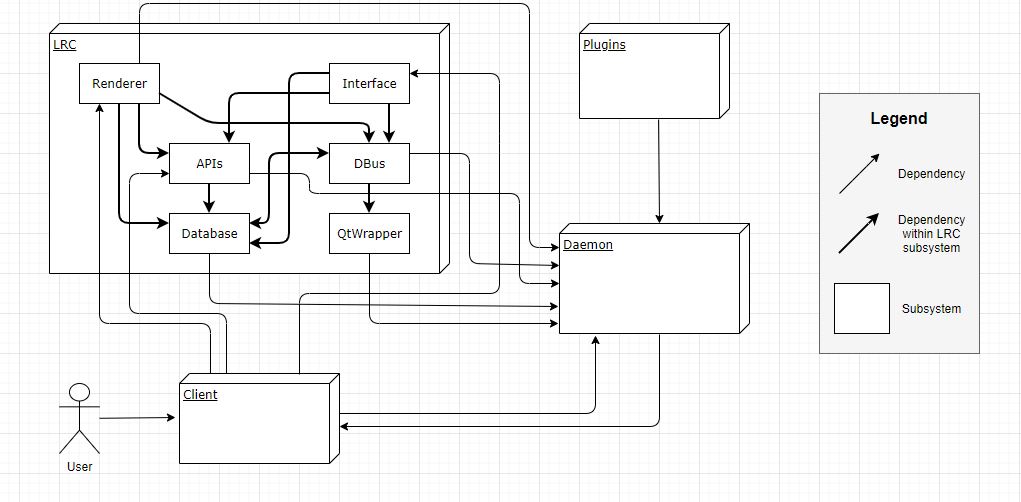 LRC
Renderer
Interface
APIs
DBus
Database
QtWrapper
Plugins
Daemon
Client
User
Legend
Dependency
Dependency
within LRC
subsystem
Subsystem